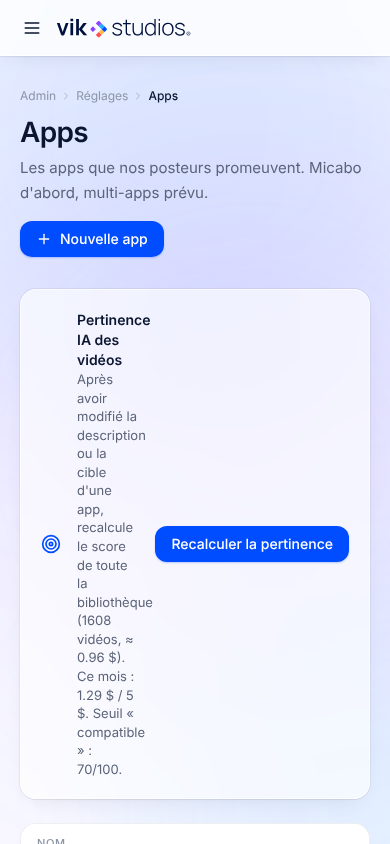 vik studios
Admin > Réglages > Apps
Apps
Les apps que nos posteurs promeuvent. Micabo
d'abord, multi-apps prévu.
+ Nouvelle app
Pertinence
IA des
vidéos
Après
avoir
modifié la
description
ou la
cible
d'une
app,
recalcule
le score
de toute
la
bibliothèque
(1608
vidéos, ≈
0.96 $).
Ce mois :
1.29 $ / 5
$. Seuil «
compatible
» :
70/100.
Recalculer la pertinence
NOM